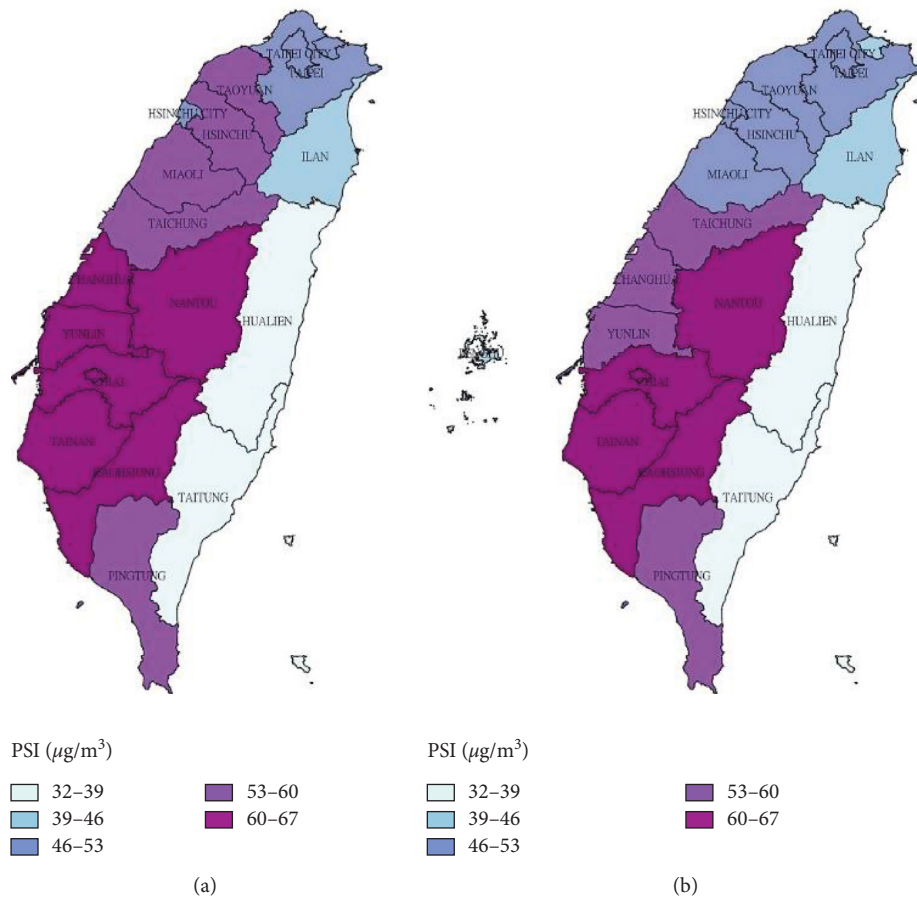 TAIPEI CITY
TAIPEI
TAOYUAN
HSINCHU CITY
HSINCHU
ILAN
MIAOLI
TAICHUNG
NANTOU
YUNLIN
HUALIEN
TAINAN
TAITUNG
PINGTUNG
PSI (µg/m³)
32–39
39–46
46–53
53–60
60–67
(a)
TAIPEI CITY
TAIPEI
TAOYUAN
HSINCHU CITY
HSINCHU
ILAN
MIAOLI
TAICHUNG
NANTOU
YUNLIN
HUALIEN
TAINAN
TAITUNG
PINGTUNG
PSI (µg/m³)
32–39
39–46
46–53
53–60
60–67
(b)